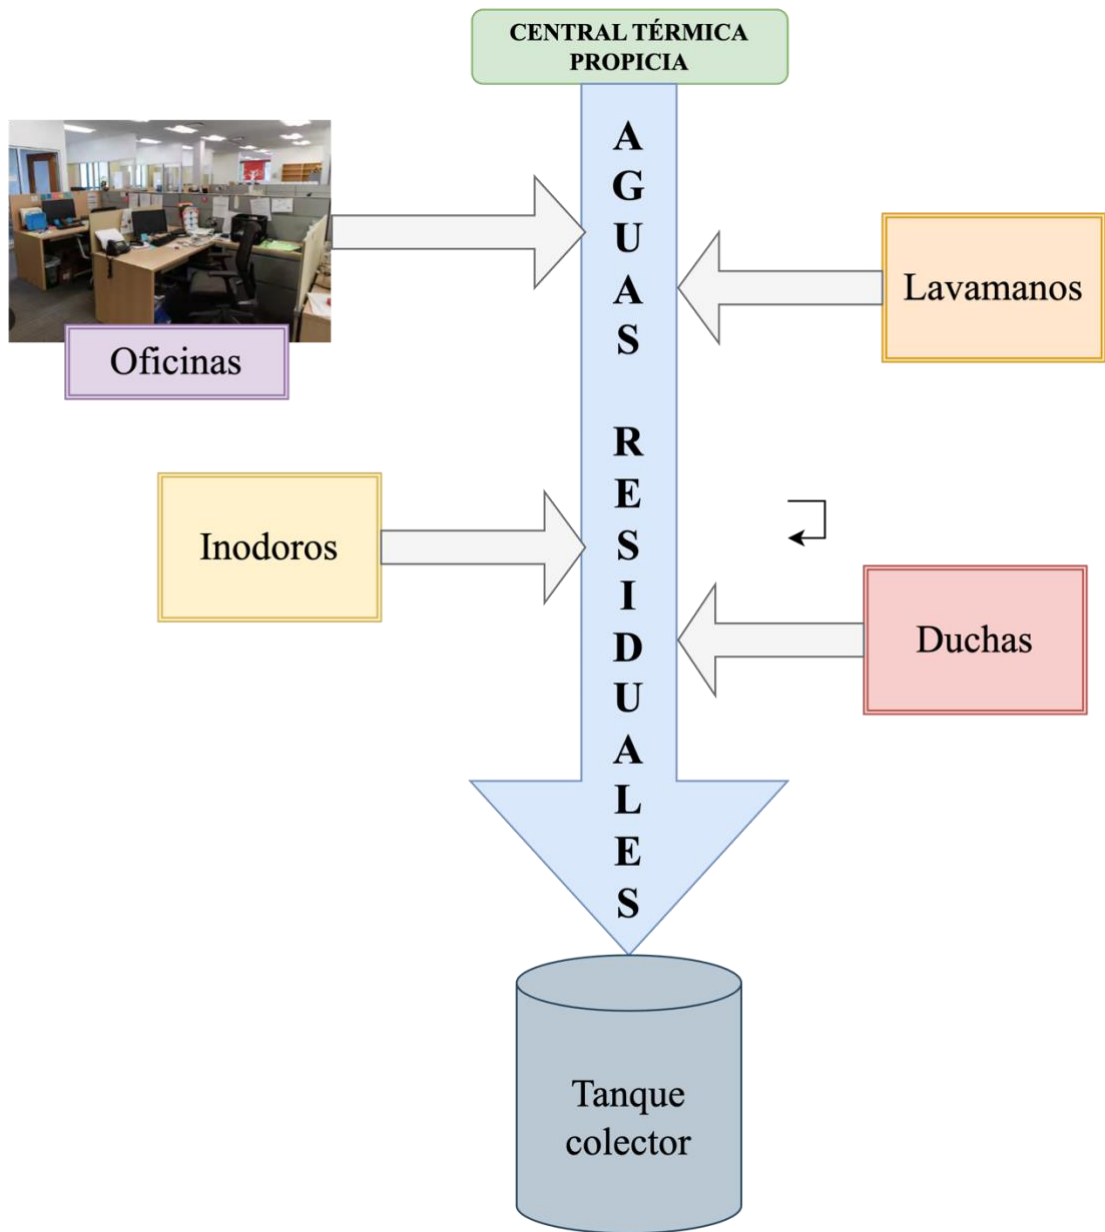 CENTRAL TÉRMICA
PROPICIA
AGUAS RESIDUALES
Lavamanos
Oficinas
Inodoros
Duchas
Tanque
colector